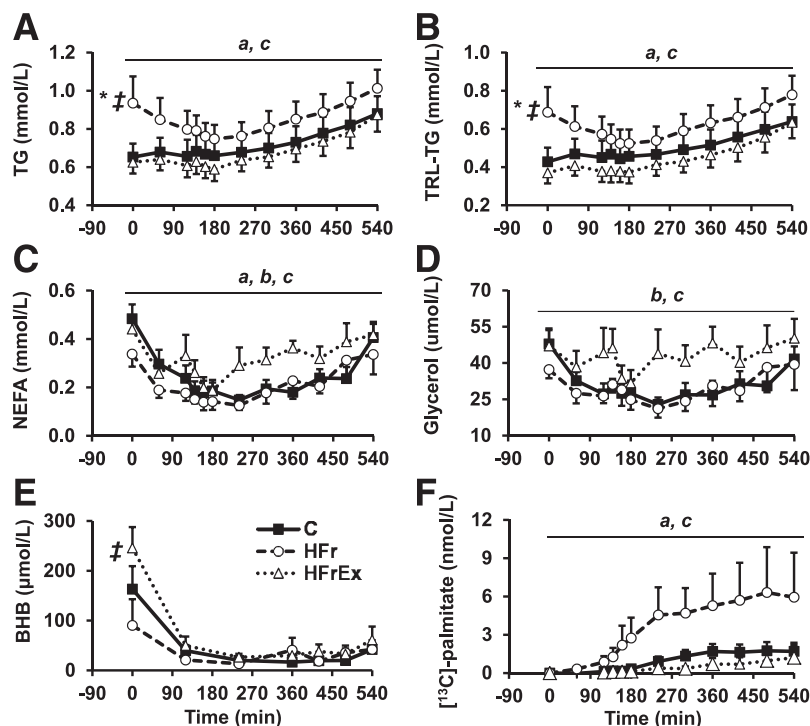 A
B
TG (mmol/L)
1.2
1.0
0.8
0.6
0.4
a, c
*‡
-90 0 90 180 270 360 450 540
TRL-TG (mmol/L)
1.0
0.8
0.6
0.4
0.2
a, c
*‡
-90 0 90 180 270 360 450 540
C
D
NEFA (mmol/L)
0.6
0.4
0.2
0.0
a, b, c
-90 0 90 180 270 360 450 540
Glycerol (umol/L)
70
55
40
25
10
b, c
-90 0 90 180 270 360 450 540
E
F
BHB (µmol/L)
300
200
100
0
‡
C
HFr
HFrEx
-90 0 90 180 270 360 450 540
Time (min)
[¹³C]-palmitate (nmol/L)
12
9
6
3
0
a, c
-90 0 90 180 270 360 450 540
Time (min)